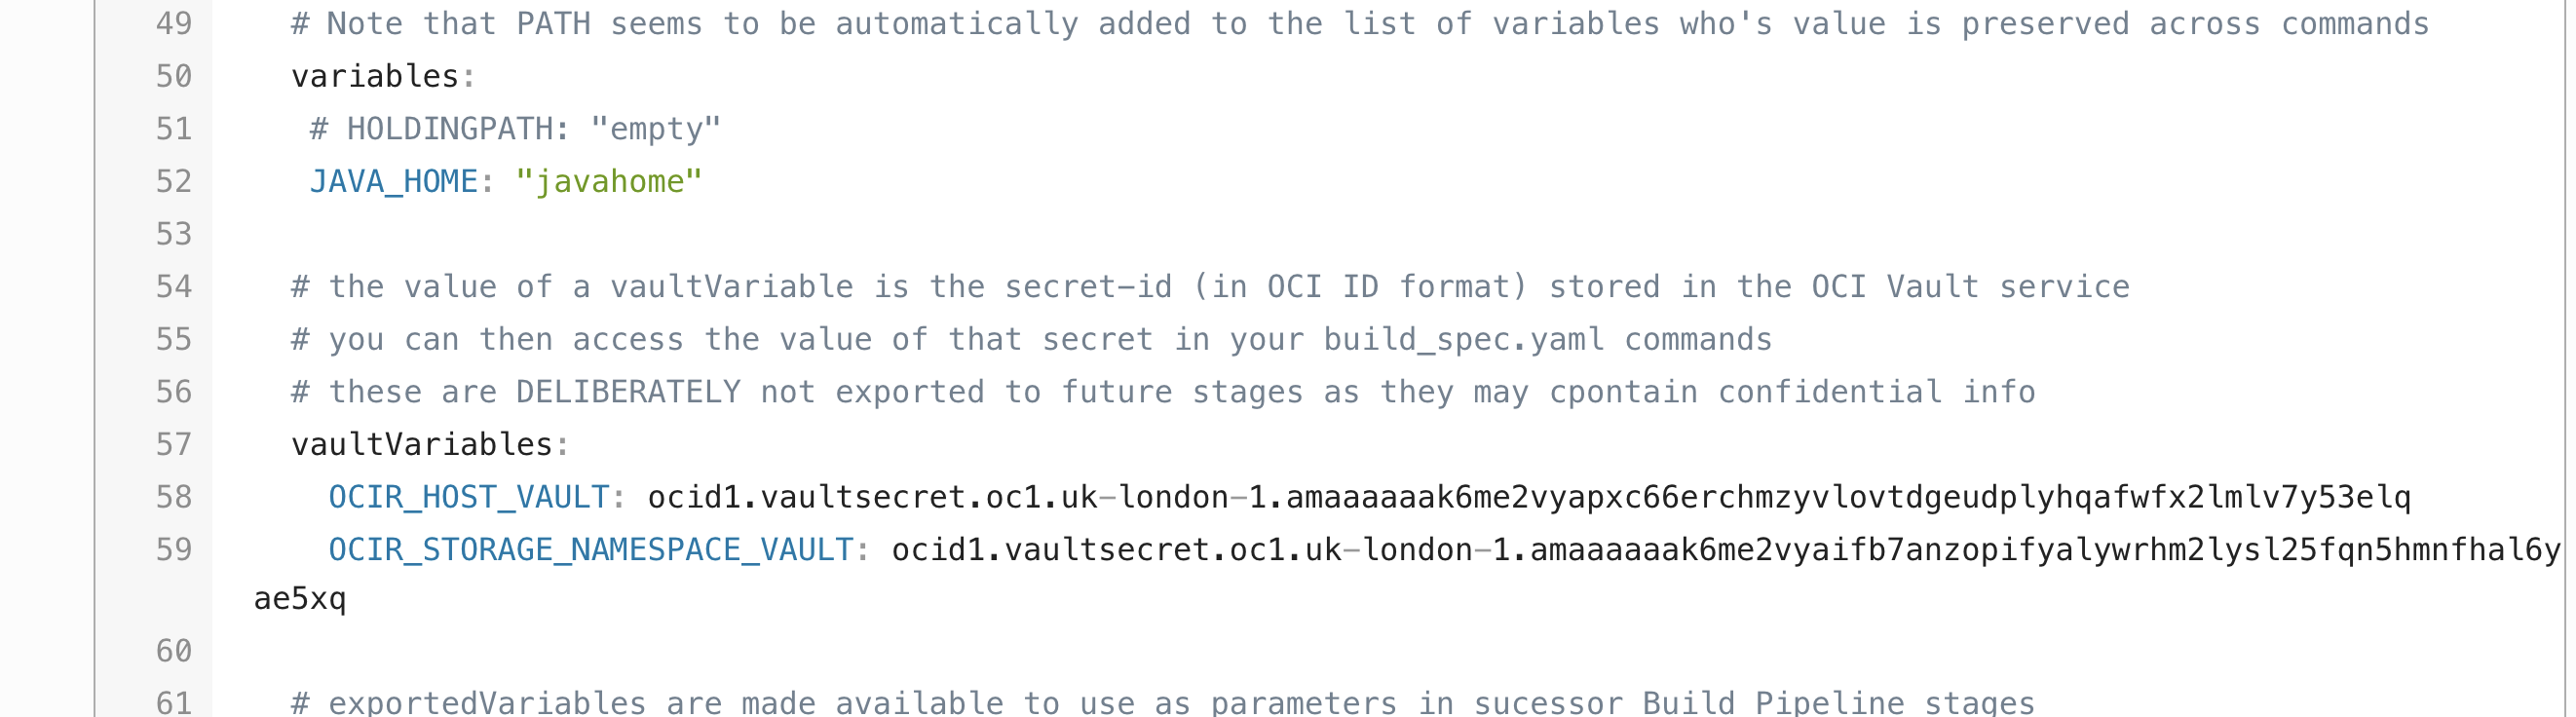 49 # Note that PATH seems to be automatically added to the list of variables who's value is preserved across commands
50 variables:
51 # HOLDINGPATH: "empty"
52 JAVA_HOME: "javahome"
53
54 # the value of a vaultVariable is the secret-id (in OCI ID format) stored in the OCI Vault service
55 # you can then access the value of that secret in your build_spec.yaml commands
56 # these are DELIBERATELY not exported to future stages as they may cpontain confidential info
57 vaultVariables:
58 OCIR_HOST_VAULT: ocid1.vaultsecret.oc1.uk-london-1.amaaaaaak6me2vyapxc66erchmzyvlovtdgeudplyhqafwfx2lmlv7y53elq
59 OCIR_STORAGE_NAMESPACE_VAULT: ocid1.vaultsecret.oc1.uk-london-1.amaaaaaak6me2vyaifb7anzopifyalywrhm2lysl25fqn5hmnfhal6y
ae5xq
60
61 # exportedVariables are made available to use as parameters in sucessor Build Pipeline stages